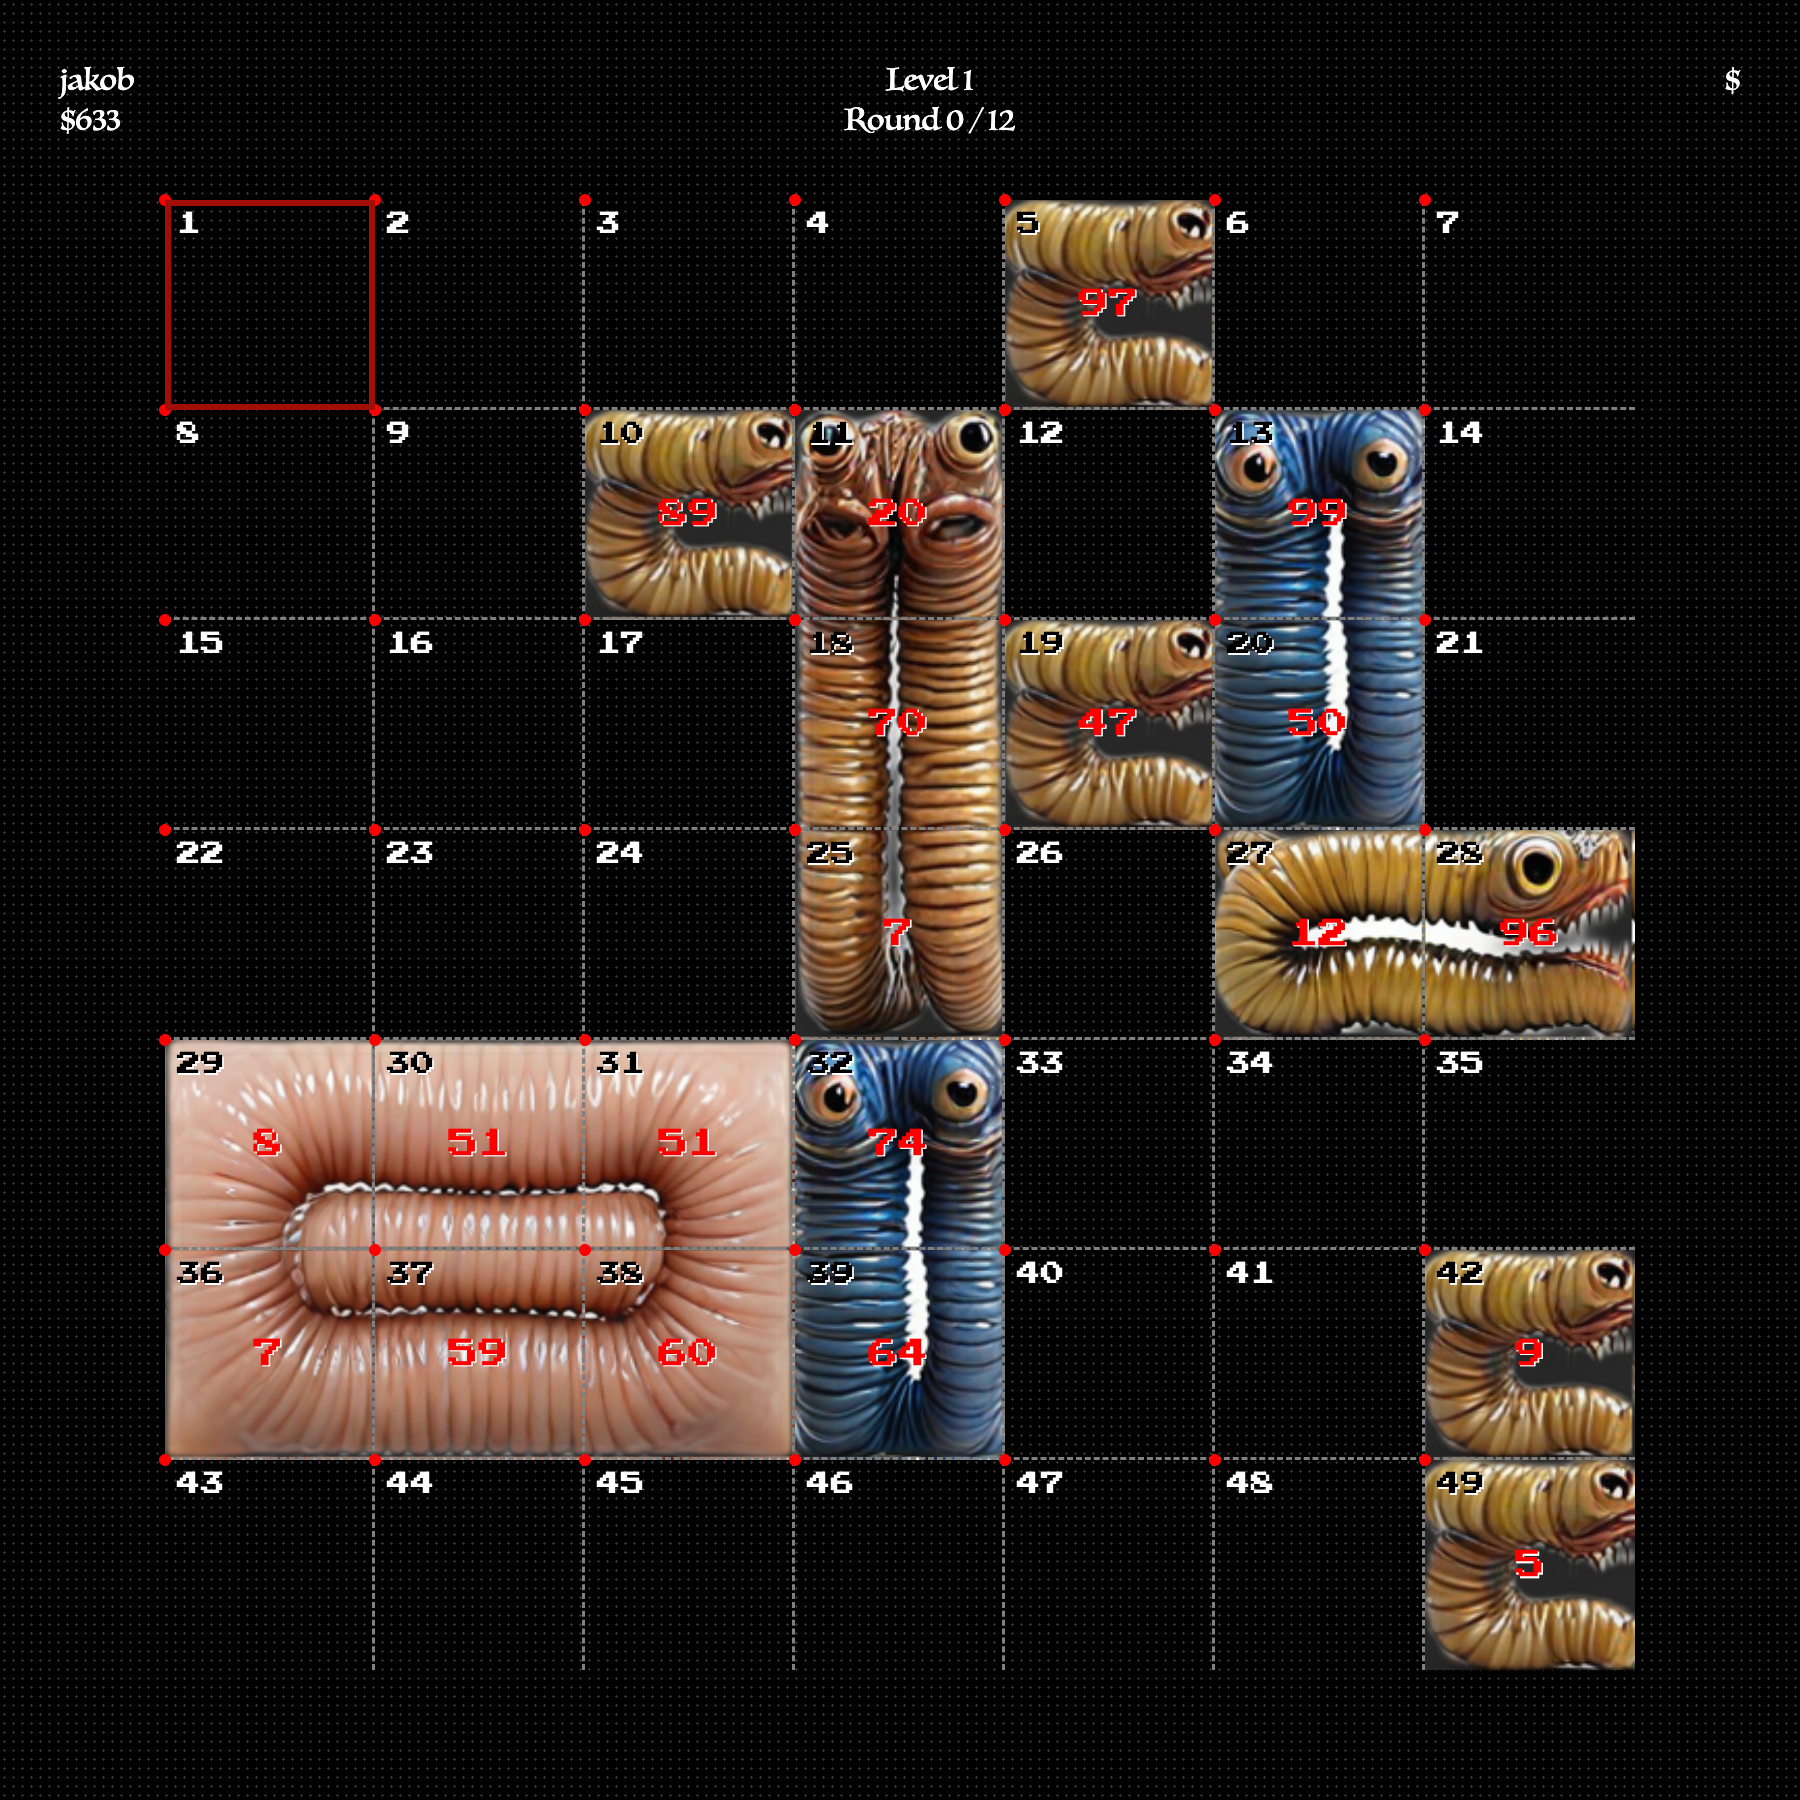 jakob Level 1 $
$633 Round 0 / 12
1 2 3 4 5 6 7
97
8 9 10 11 12 13 14
89 20 99
15 16 17 18 19 20 21
70 47 50
22 23 24 25 26 27 28
7 12 96
29 30 31 32 33 34 35
8 51 51 74
36 37 38 39 40 41 42
7 59 60 64 9
43 44 45 46 47 48 49
5